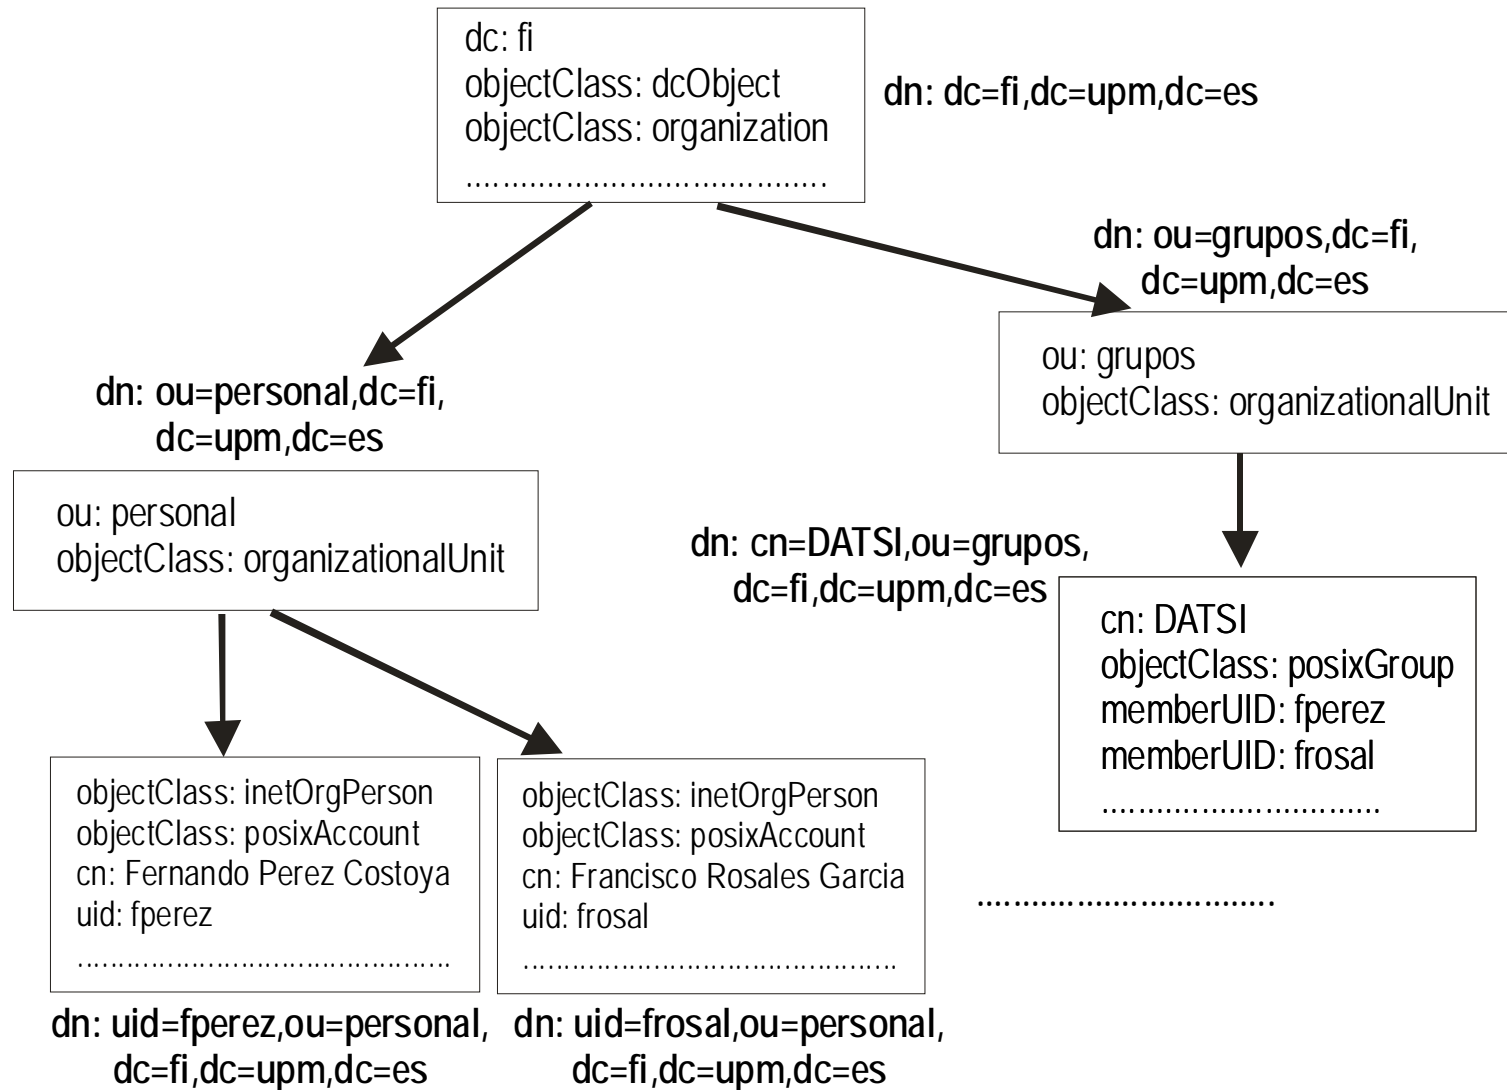 dc: fi
objectClass: dcObject
objectClass: organization
........................................
dn: dc=fi,dc=upm,dc=es
dn: ou=grupos,dc=fi,
dc=upm,dc=es
ou: grupos
objectClass: organizationalUnit
dn: ou=personal,dc=fi,
dc=upm,dc=es
ou: personal
objectClass: organizationalUnit
dn: cn=DATSI,ou=grupos,
dc=fi,dc=upm,dc=es
cn: DATSI
objectClass: posixGroup
memberUID: fperez
memberUID: frosal
...............................
objectClass: inetOrgPerson
objectClass: posixAccount
cn: Fernando Perez Costoya
uid: fperez
..............................................
dn: uid=fperez,ou=personal,
dc=fi,dc=upm,dc=es
objectClass: inetOrgPerson
objectClass: posixAccount
cn: Francisco Rosales Garcia
uid: frosal
..............................................
dn: uid=frosal,ou=personal,
dc=fi,dc=upm,dc=es
.................................